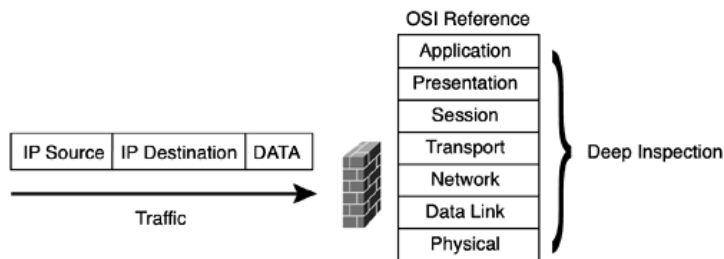 OSI Reference
Application
Presentation
Session
Transport
Network
Data Link
Physical
IP Source IP Destination DATA
Traffic
Deep Inspection